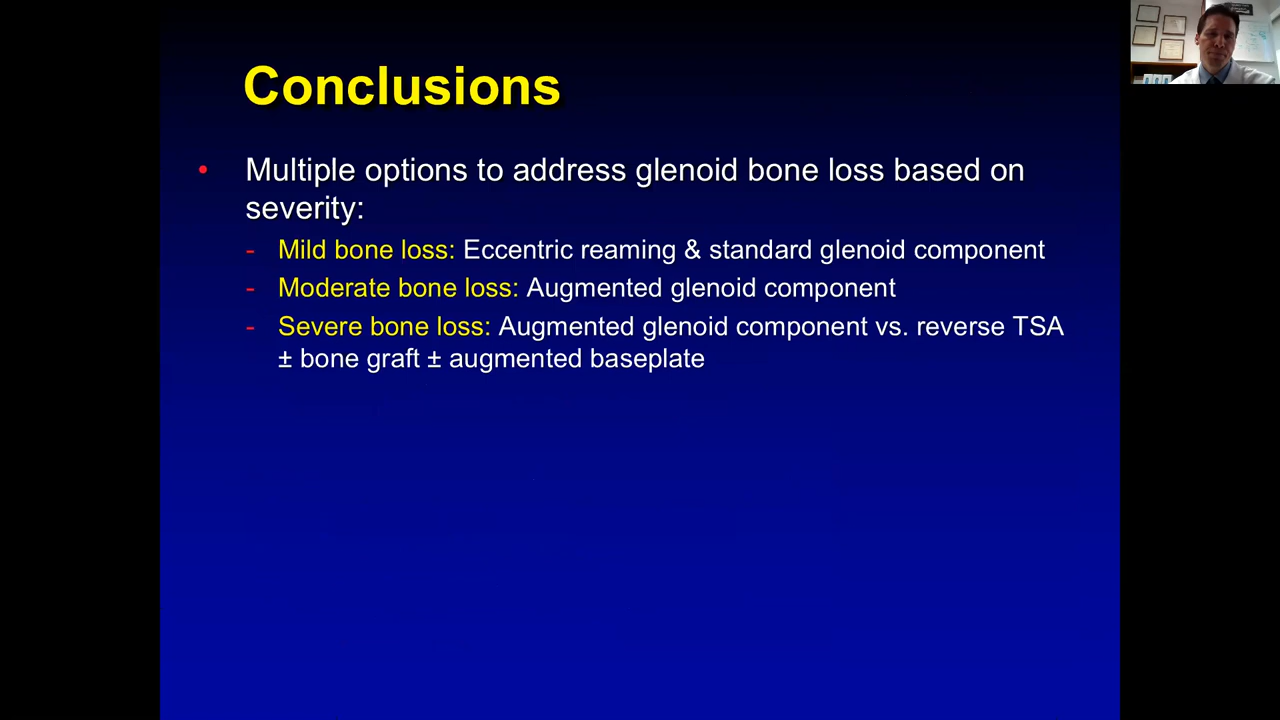 Conclusions
• Multiple options to address glenoid bone loss based on
severity:
- Mild bone loss: Eccentric reaming & standard glenoid component
- Moderate bone loss: Augmented glenoid component
- Severe bone loss: Augmented glenoid component vs. reverse TSA
± bone graft ± augmented baseplate